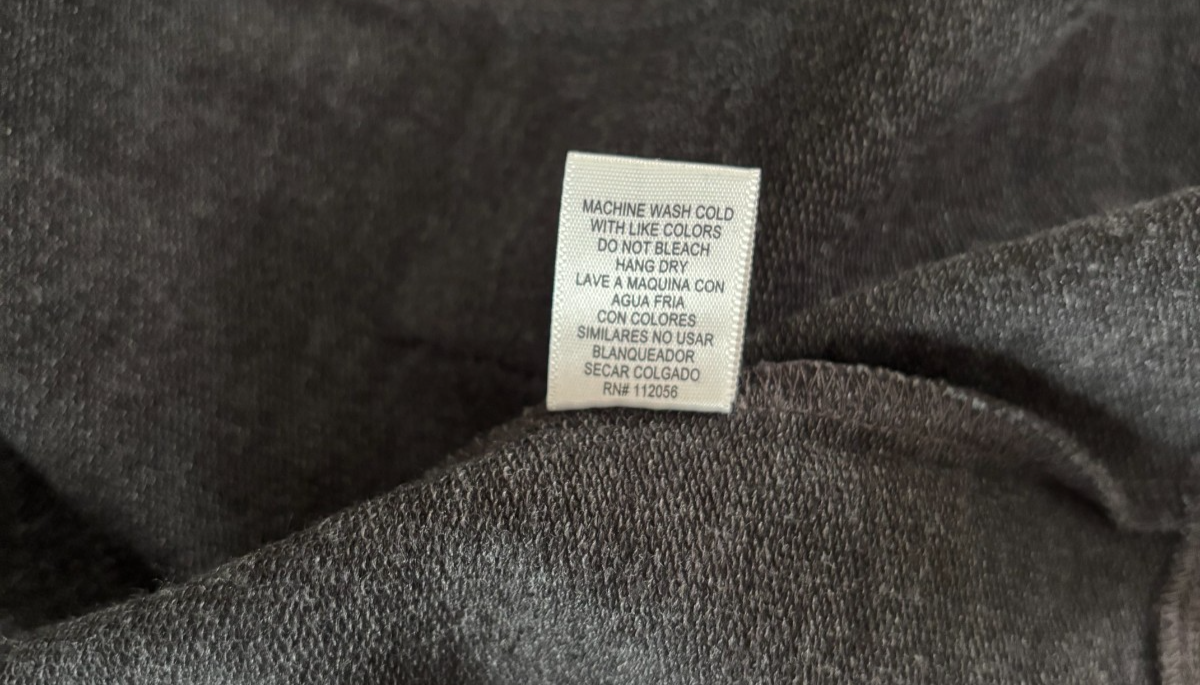 MACHINE WASH COLD
WITH LIKE COLORS
DO NOT BLEACH
HANG DRY
LAVE A MAQUINA CON
AGUA FRIA
CON COLORES
SIMILARES NO USAR
BLANQUEADOR
SECAR COLGADO
RN# 112056